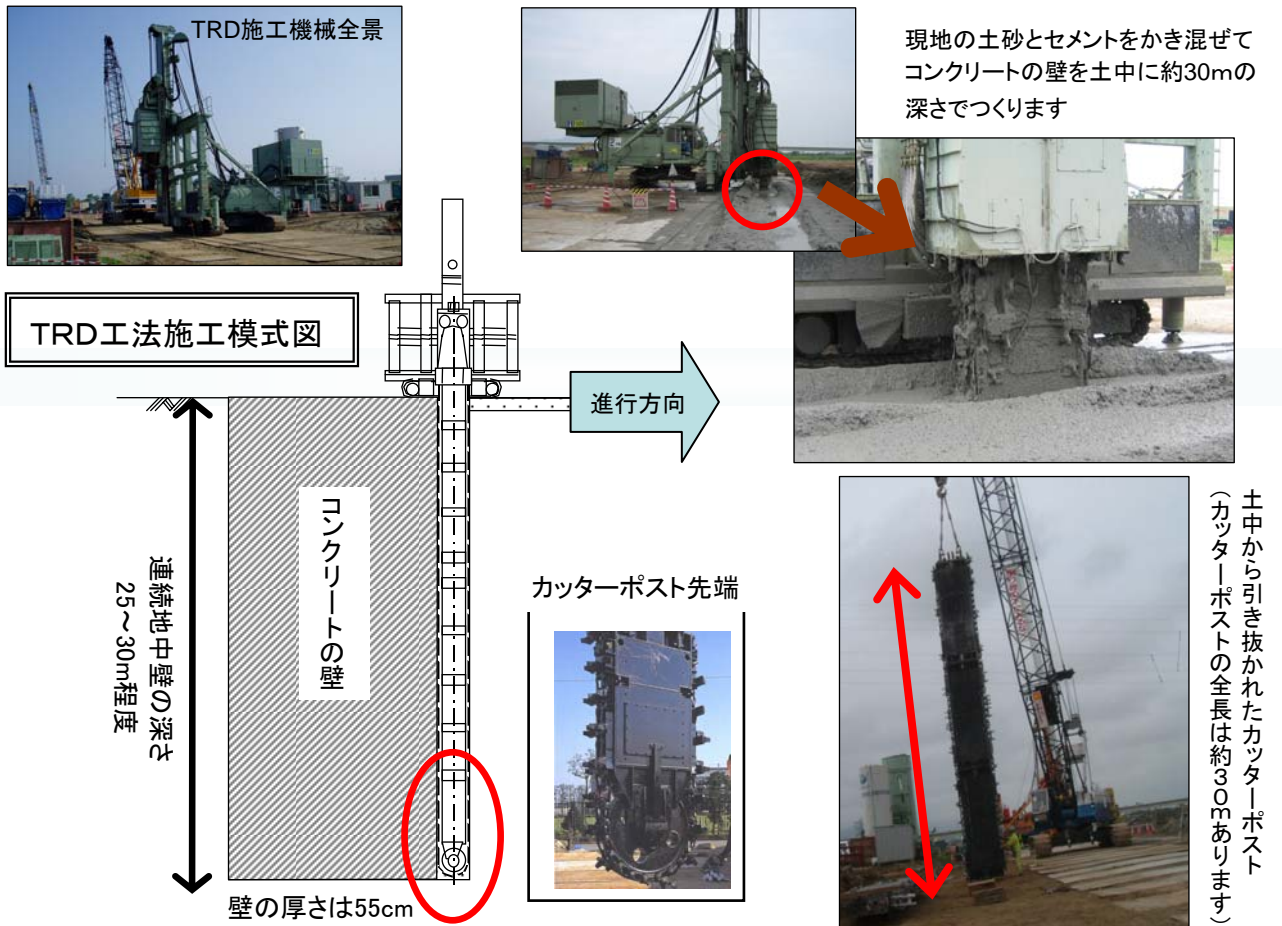 TRD施工機械全景
現地の土砂とセメントをかき混ぜて
コンクリートの壁を土中に約30mの
深さでつくります
TRD工法施工模式図
進行方向
コンクリートの壁
連続地中壁の深さ
25~30m程度
カッターポスト先端
壁の厚さは55cm
土中から引き抜かれたカッターポスト
(カッターポストの全長は約30mあります)